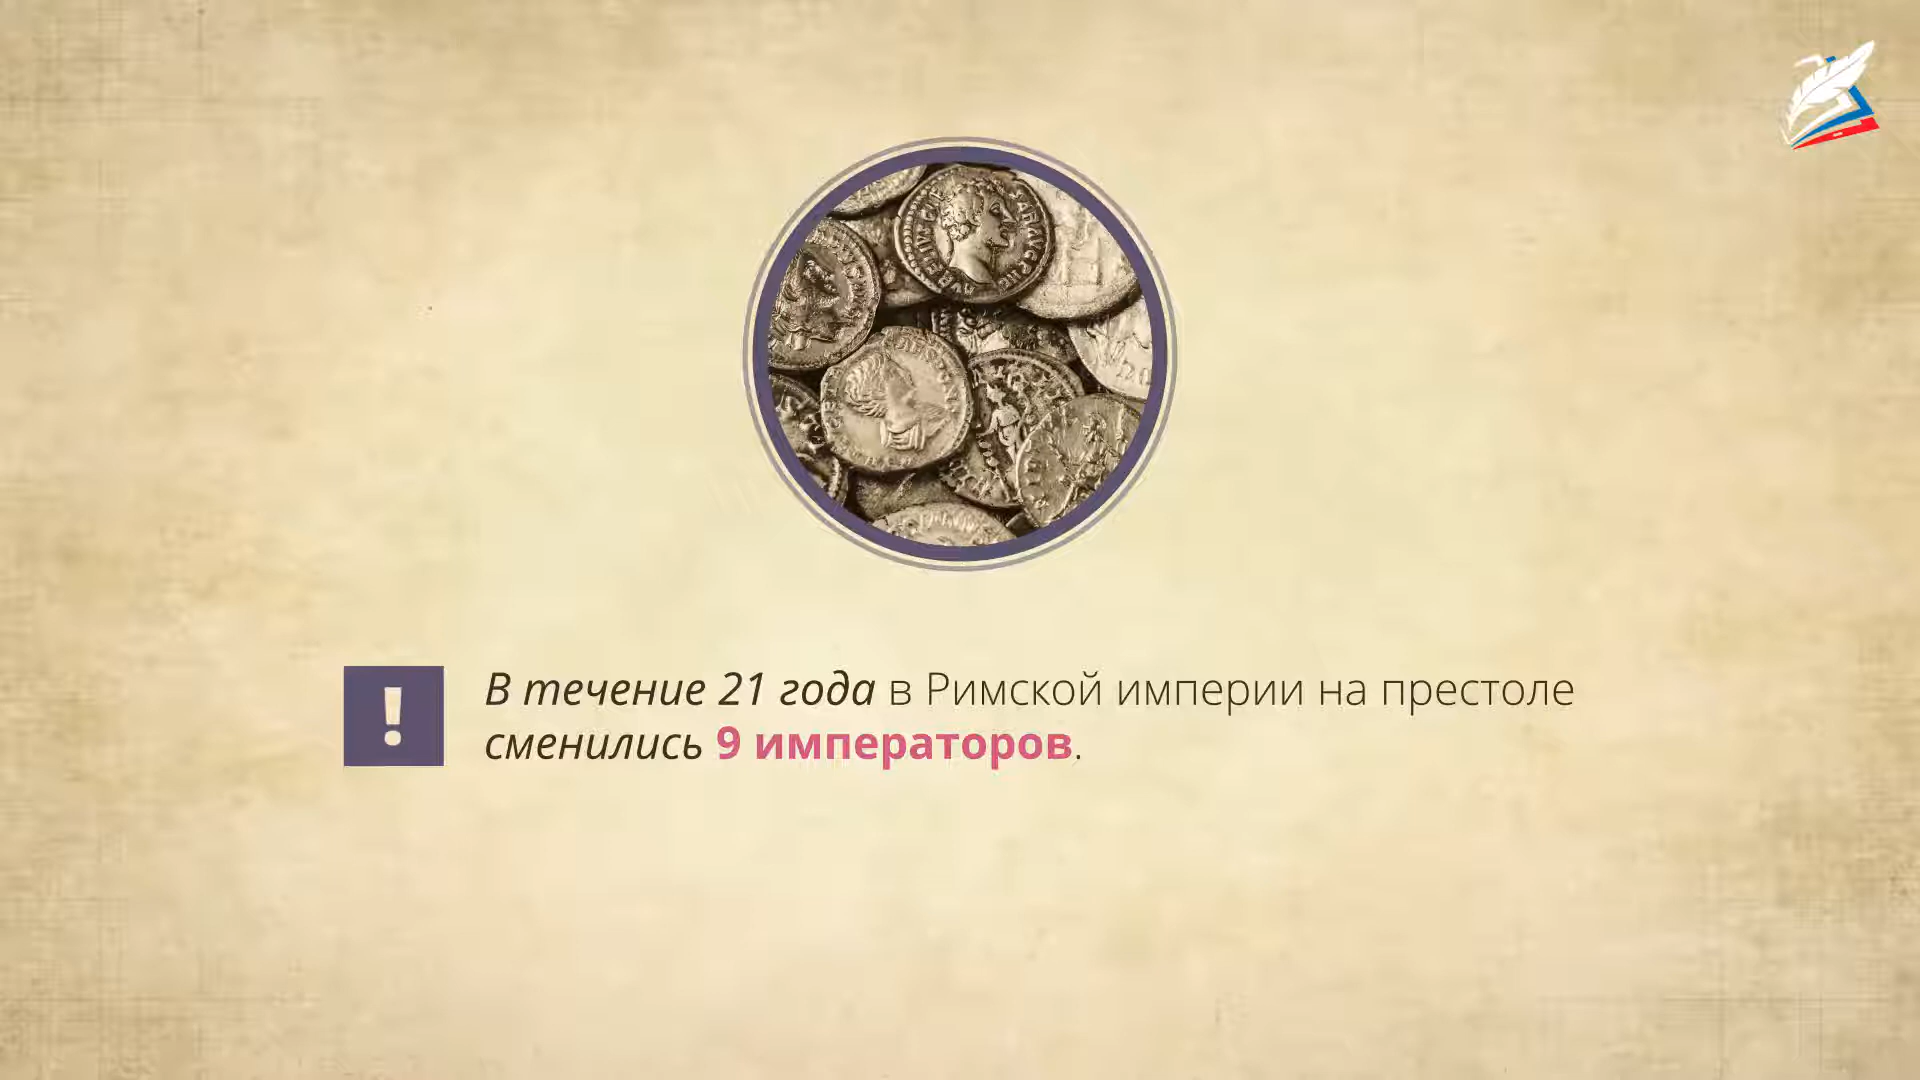 В течение 21 года в Римской империи на престоле
сменились 9 императоров.